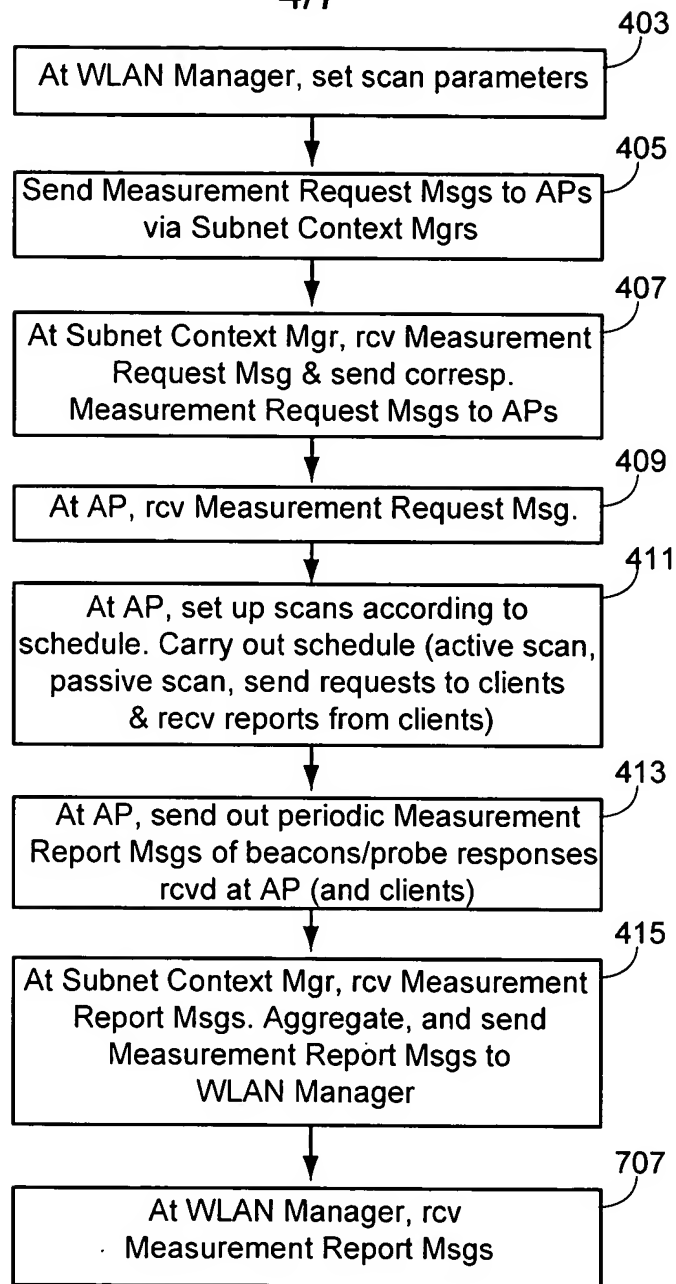 4/7
403
At WLAN Manager, set scan parameters
405
Send Measurement Request Msgs to APs
via Subnet Context Mgrs
407
At Subnet Context Mgr, rcv Measurement
Request Msg & send corresp.
Measurement Request Msgs to APs
409
At AP, rcv Measurement Request Msg.
411
At AP, set up scans according to
schedule. Carry out schedule (active scan,
passive scan, send requests to clients
& recv reports from clients)
413
At AP, send out periodic Measurement
Report Msgs of beacons/probe responses
rcvd at AP (and clients)
415
At Subnet Context Mgr, rcv Measurement
Report Msgs. Aggregate, and send
Measurement Report Msgs to
WLAN Manager
707
At WLAN Manager, rcv
Measurement Report Msgs